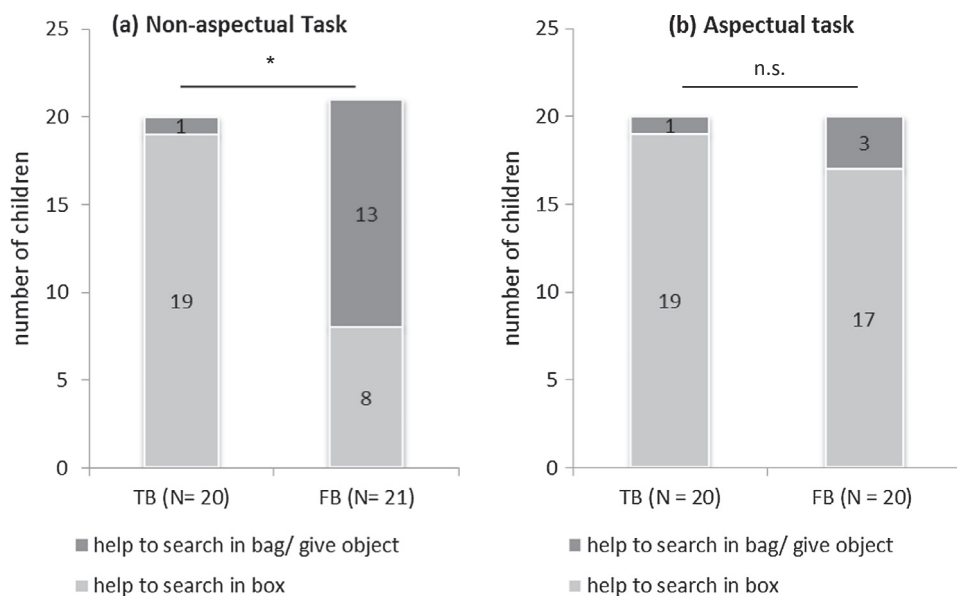 (a) Non-aspectual Task
*
number of children
25
20
15
10
5
0
1
19
13
8
TB (N= 20)
FB (N= 21)
help to search in bag/ give object
help to search in box
(b) Aspectual task
n.s.
number of children
25
20
15
10
5
0
1
19
3
17
TB (N = 20)
FB (N = 20)
help to search in bag/ give object
help to search in box